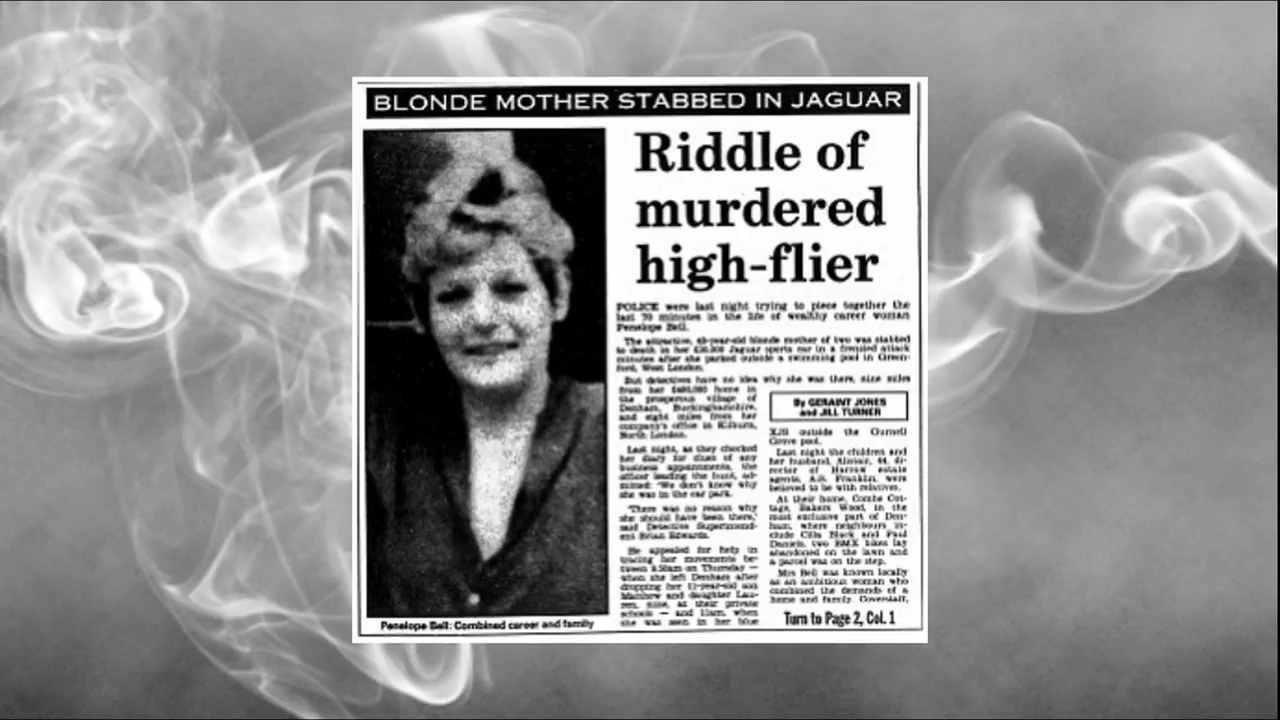 BLONDE MOTHER STABBED IN JAGUAR
Riddle of
murdered
high-flier
POLICE were last night trying to piece together the
last 70 minutes in the life of wealthy career woman
Penelope Bell.
The attractive, -year-old blonde mother of two was stabbed
to death in her Jaguar sports car in a frenzied attack
minutes after she parked outside a swimming pool in Green-
ford, West London.
But detectives have no idea why she was there, nine miles
from her home in
the prosperous village of
Denham, Buckinghamshire,
and eight miles from her
company's office in Kilburn,
North London.
Last night, as they checked
her diary for clues of any
business appointments, the
officer leading the hunt, ad-
mitted: 'We don't know why
she was in the car park.
'There was no reason why
she should have been there,'
said Detective Superintend-
ent Brian Edwards.
He appealed for help in
tracing her movements be-
tween 9.50am on Thursday —
when she left Denham after
dropping her 11-year-old son
Matthew and daughter Lau-
ren, nine, at their private
schools — and 11am, when
she was seen in her blue
By GERAINT JONES
and JILL TURNER
XJS outside the Gurnell
Grove pool.
Last night the children and
her husband, Alistair, 44, di-
rector of Harrow estate
agents, A.S. Franklin, were
believed to be with relatives.
At their home, Combe Cot-
tage, Bakers Wood, in the
most exclusive part of Den-
ham, where neighbours in-
clude Cilla Black and Paul
Daniels, two BMX bikes lay
abandoned on the lawn and
a parcel was on the step.
Mrs Bell was known locally
as an ambitious woman who
combined the demands of a
home and family. Coverstaff,
Turn to Page 2, Col. 1
Penelope Bell: Combined career and family